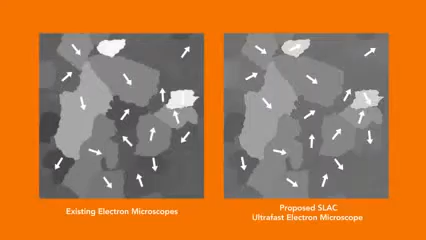 Existing Electron Microscopes
Proposed SLAC
Ultrafast Electron Microscope